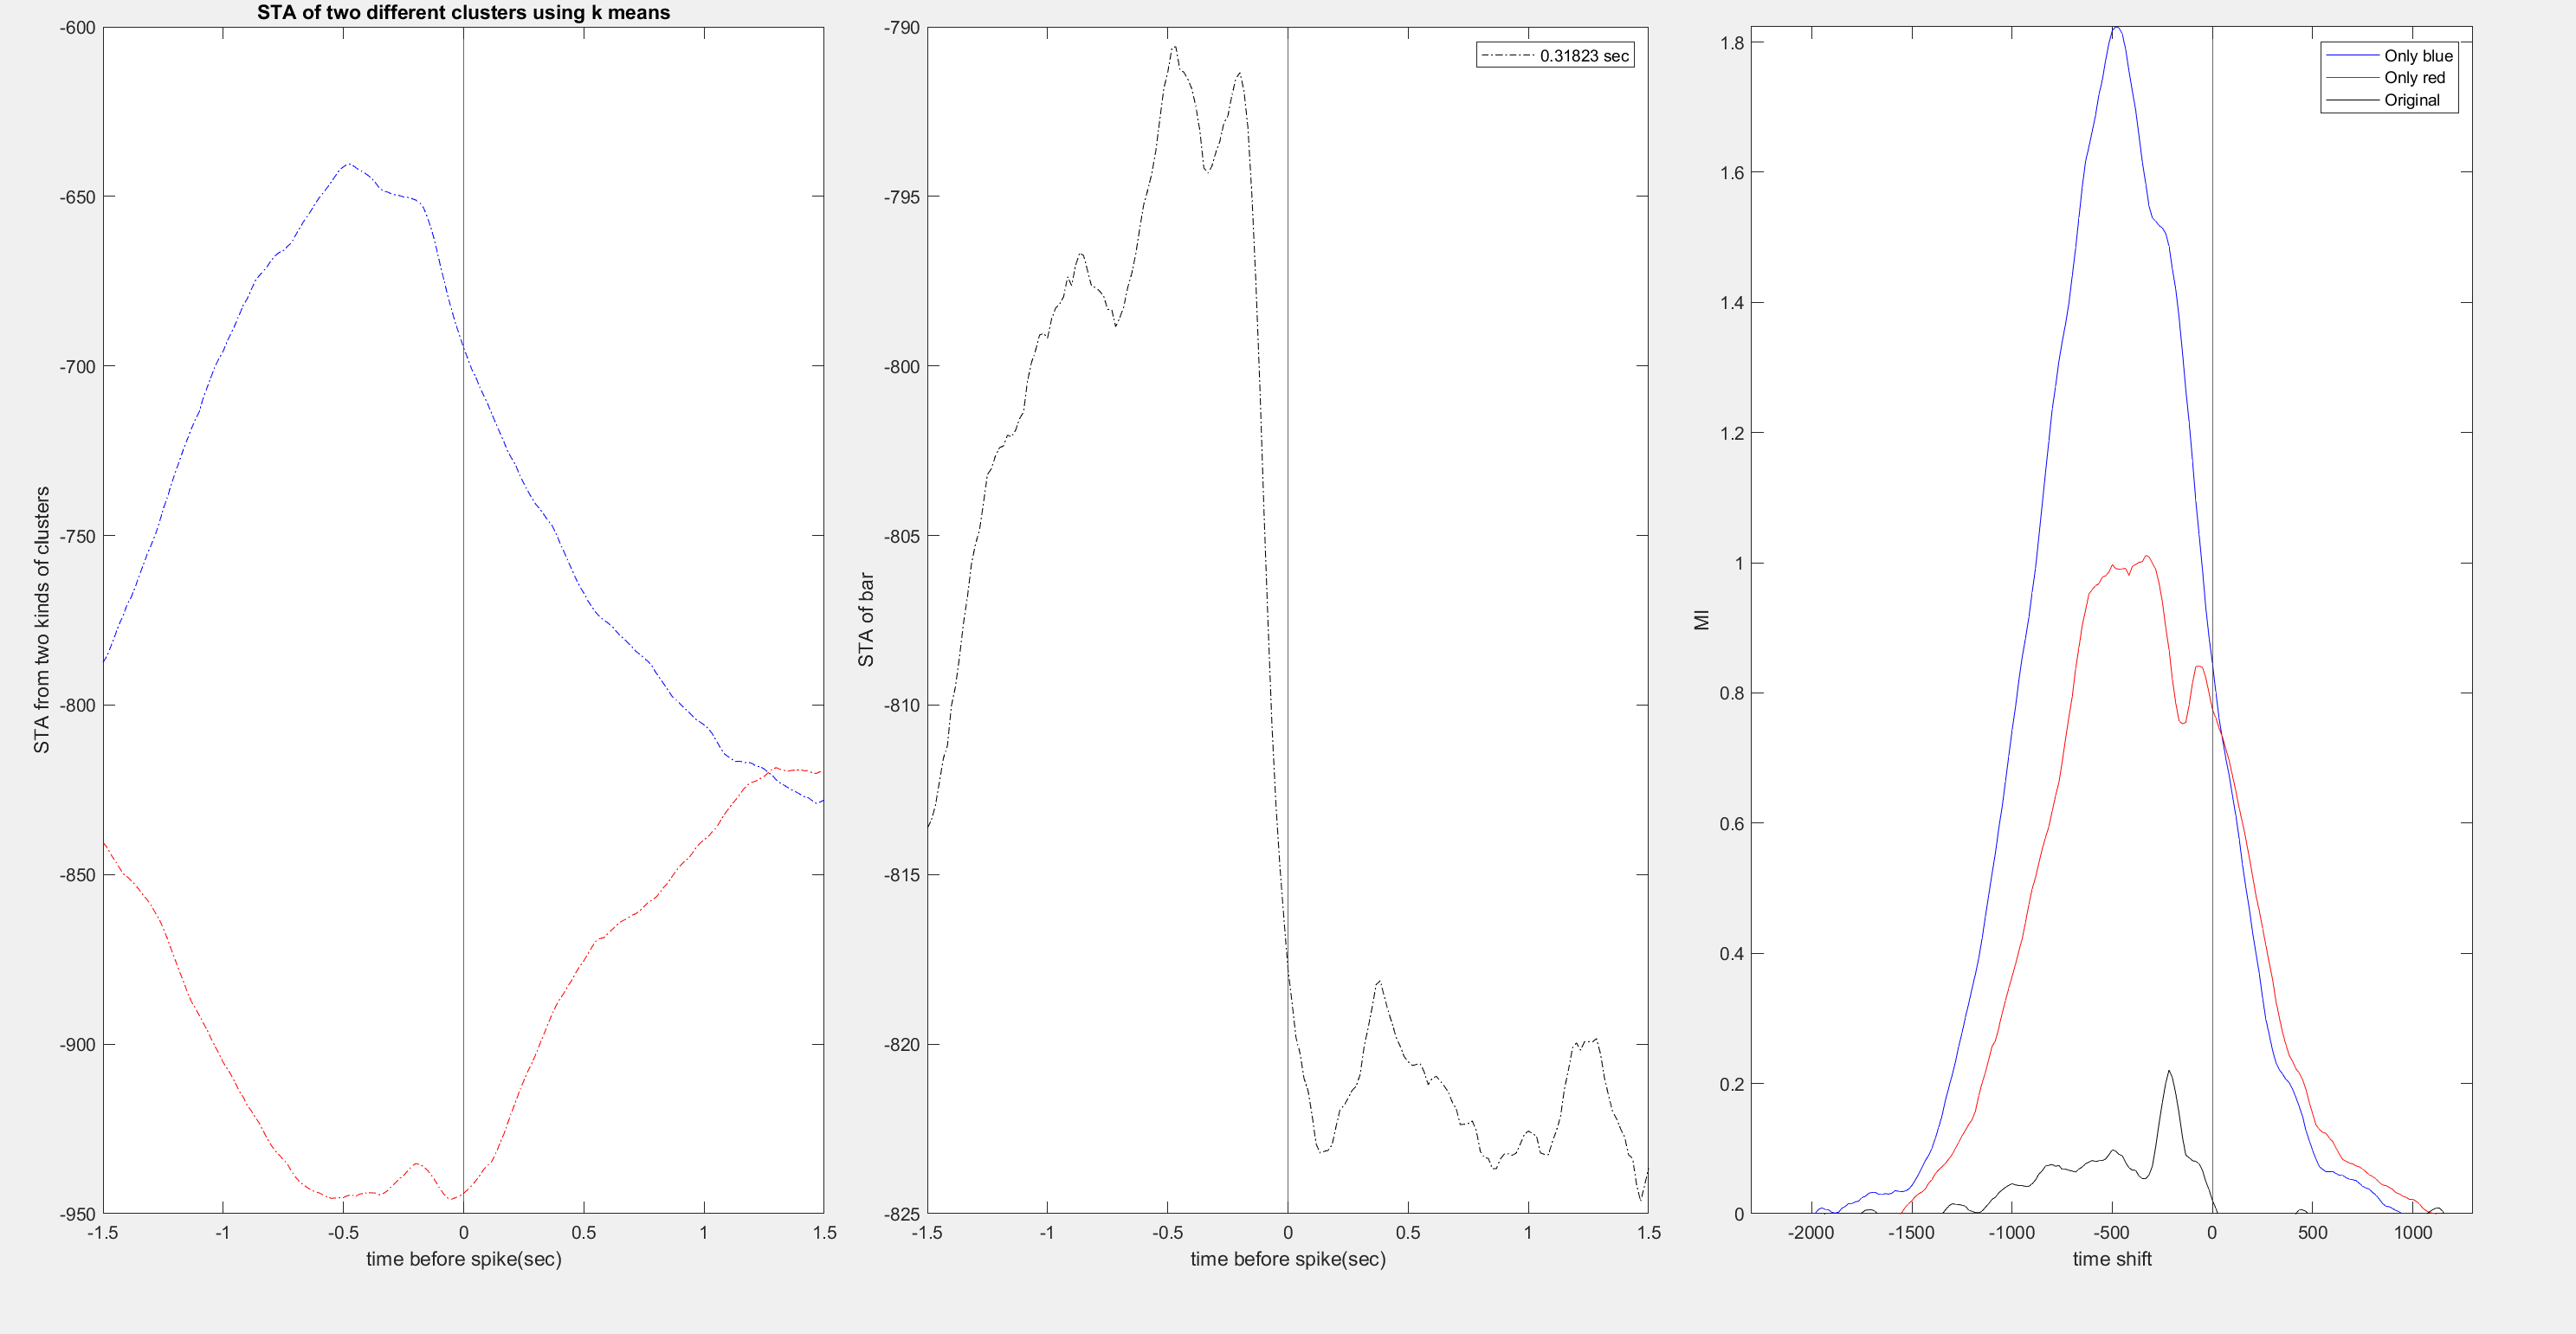 STA of two different clusters using k means
STA from two kinds of clusters
-600
-650
-700
-750
-800
-850
-900
-950
-1.5 -1 -0.5 0 0.5 1 1.5
time before spike(sec)
STA of bar
-790
-795
-800
-805
-810
-815
-820
-825
0.31823 sec
-1.5 -1 -0.5 0 0.5 1 1.5
time before spike(sec)
MI
1.8
1.6
1.4
1.2
1
0.8
0.6
0.4
0.2
0
Only blue
Only red
Original
-2000 -1500 -1000 -500 0 500 1000
time shift